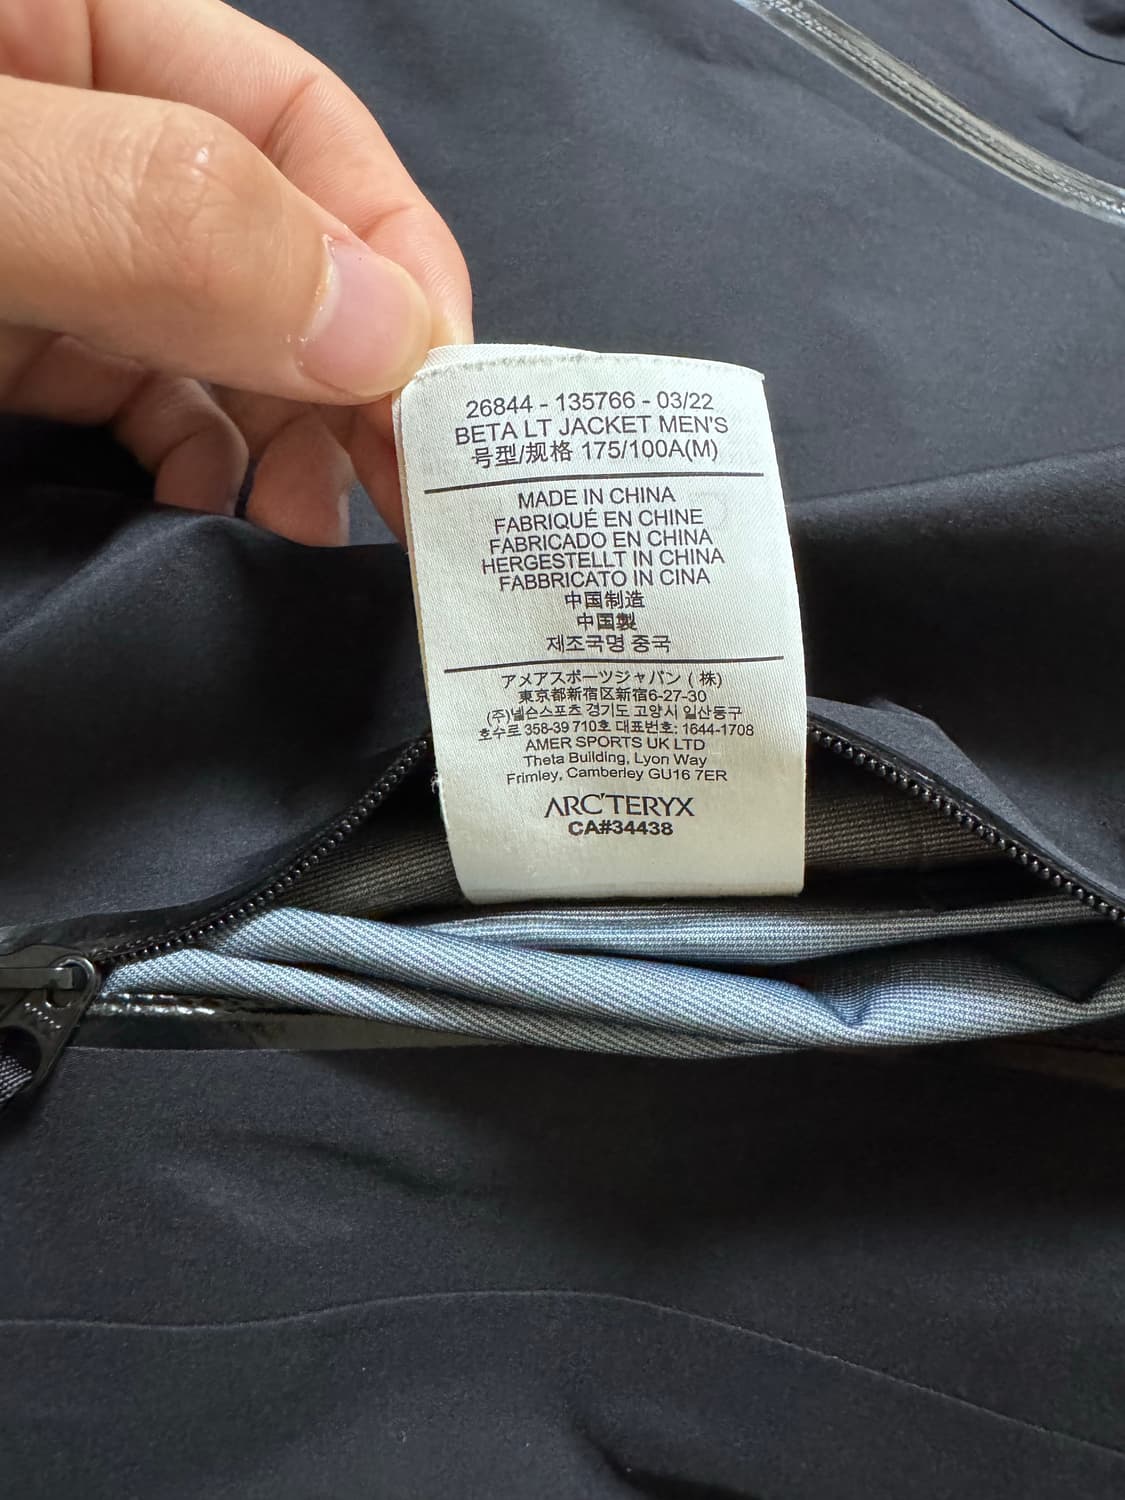 26844 - 135766 - 03/22
BETA LT JACKET MEN'S
号型/规格 175/100A(M)
MADE IN CHINA
FABRIQUÉ EN CHINE
FABRICADO EN CHINA
HERGESTELLT IN CHINA
FABBRICATO IN CINA
中国制造
中国製
제조국명 중국
アメアスポーツジャパン ( 株)
東京都新宿区新宿6-27-30
(주)넬슨스포츠 경기도 고양시 일산동구
호수로 358-39 710호 대표번호: 1644-1708
AMER SPORTS UK LTD
Theta Building, Lyon Way
Frimley, Camberley GU16 7ER
ARC'TERYX
CA#34438